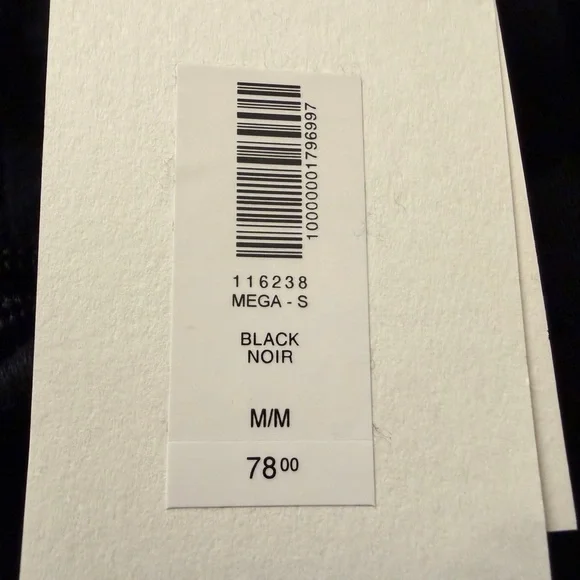 10000001796997
116238
MEGA - S
BLACK
NOIR
M/M
78 00